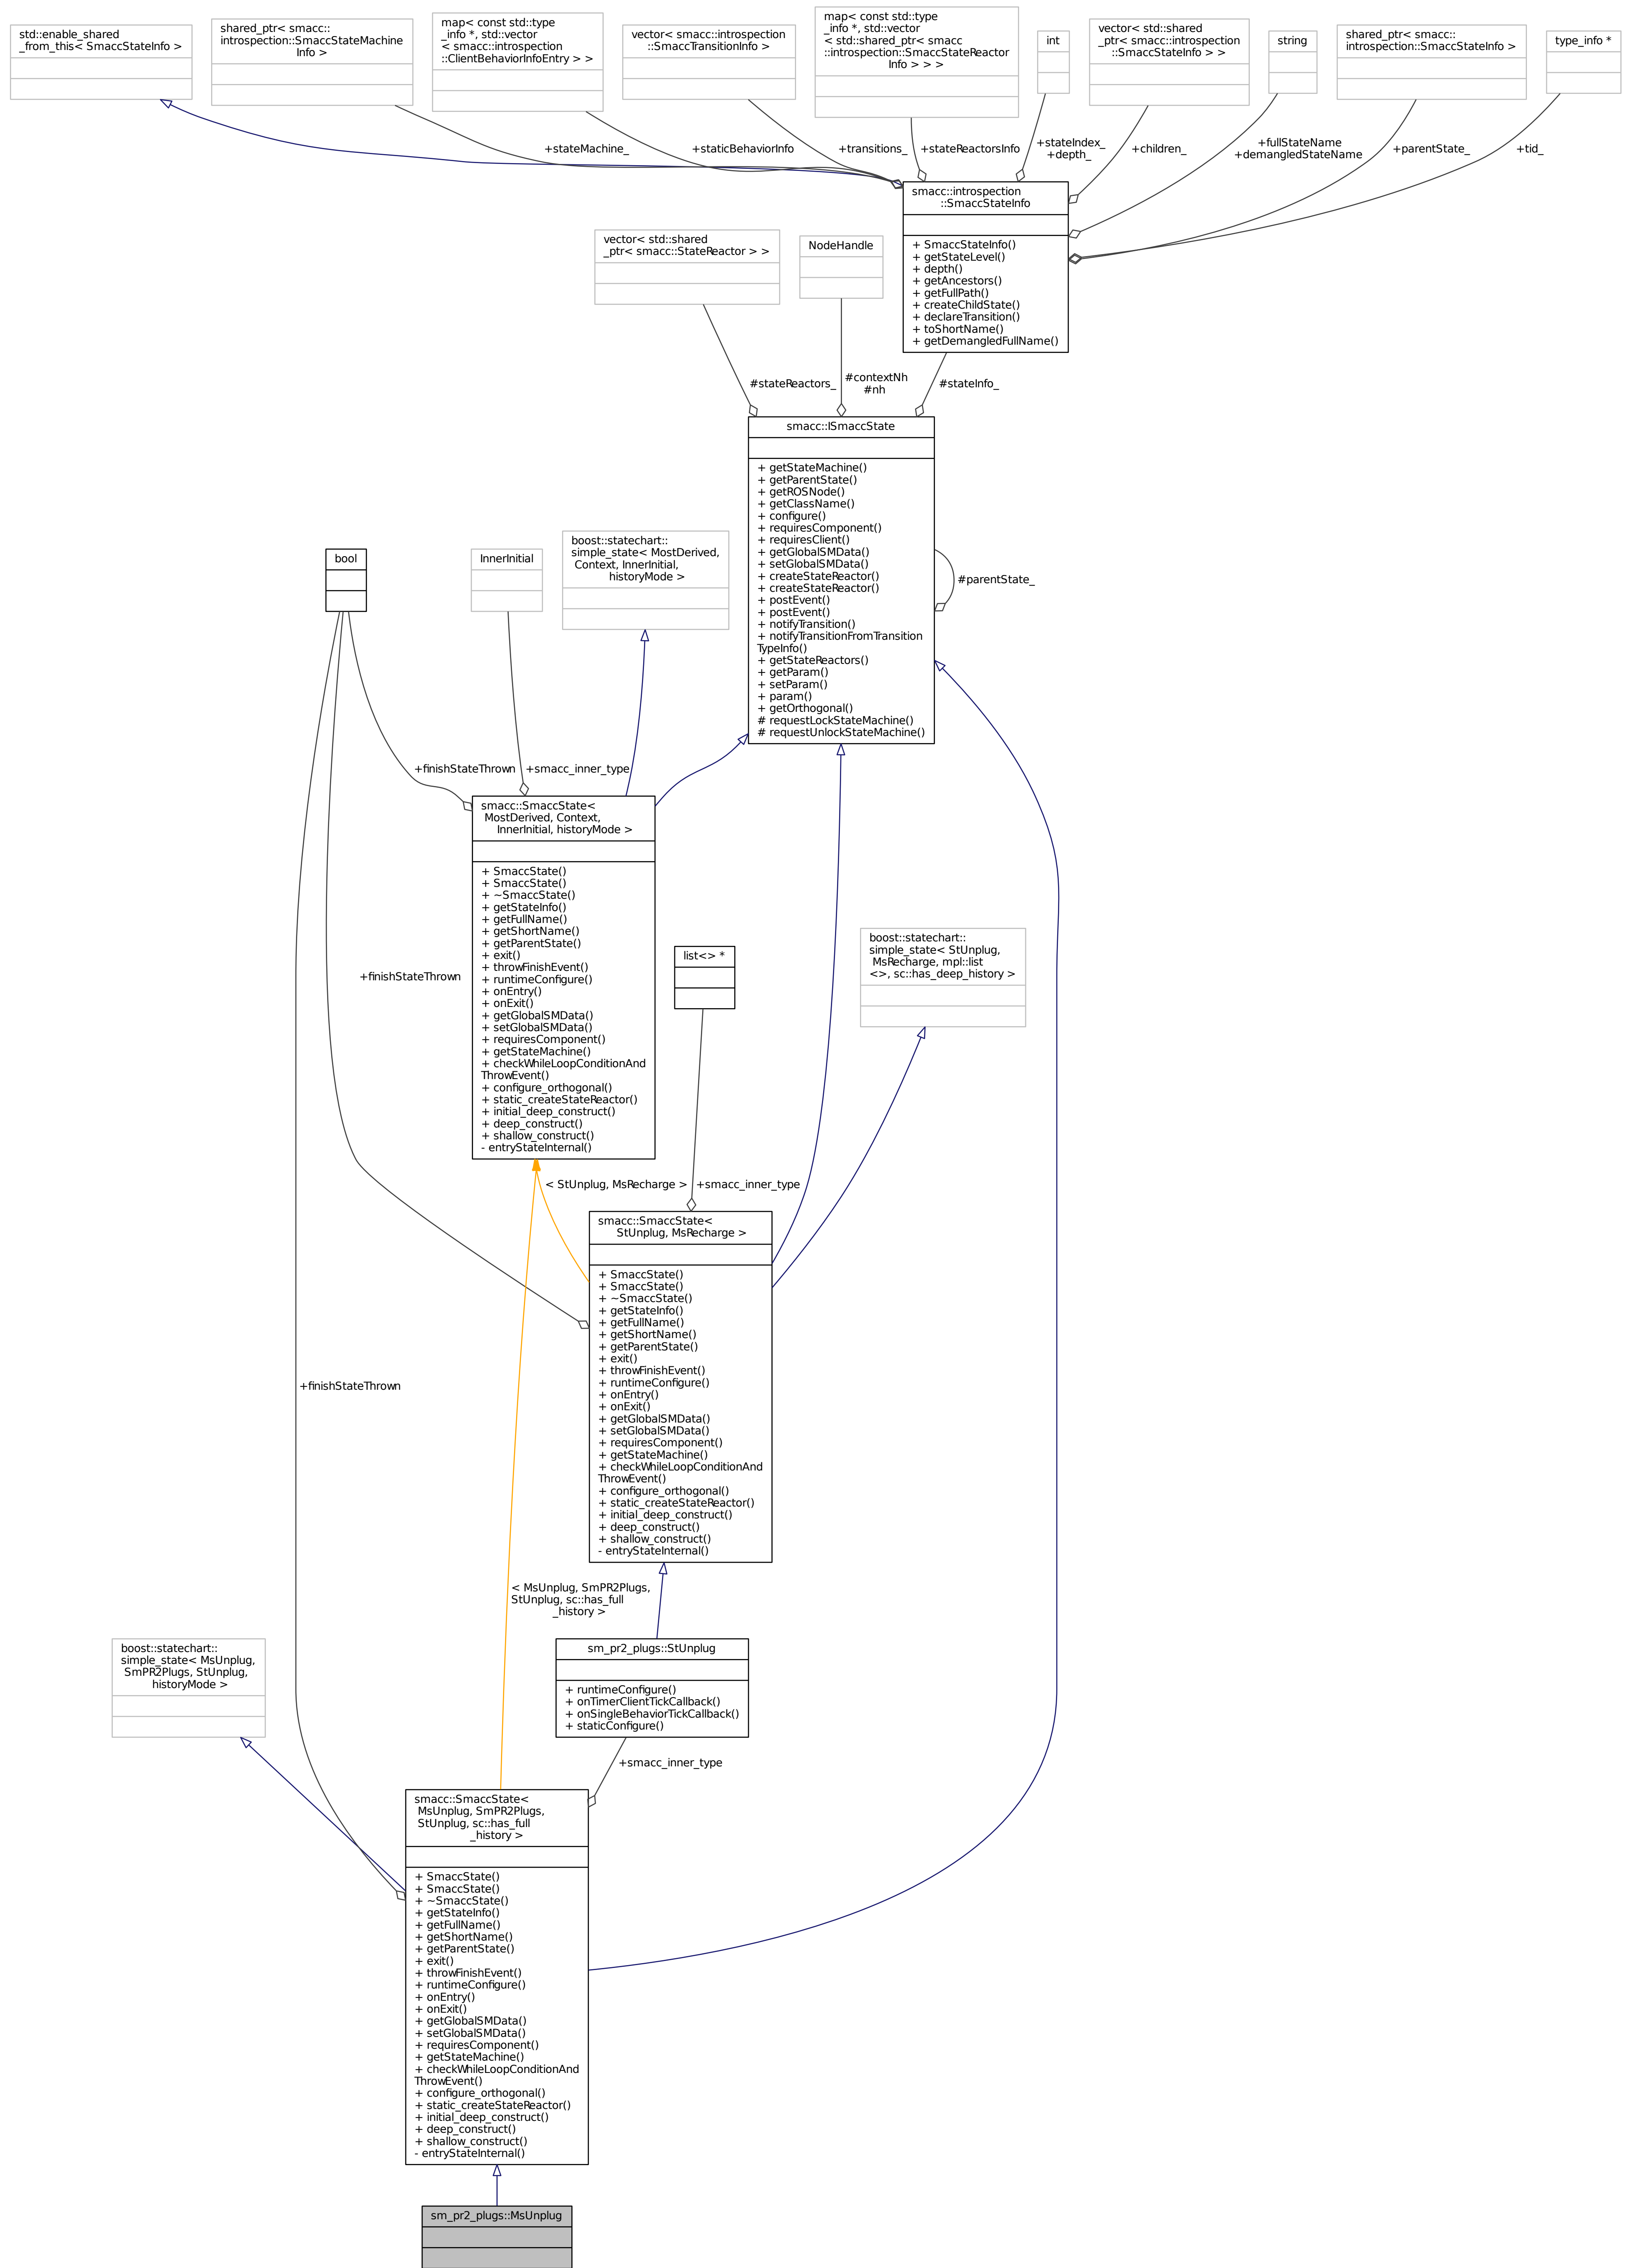 std::enable_shared
_from_this< SmaccStateInfo >
shared_ptr< smacc::
introspection::SmaccStateMachine
Info >
map< const std::type
_info *, std::vector
< smacc::introspection
::ClientBehaviorInfoEntry > >
vector< smacc::introspection
::SmaccTransitionInfo >
map< const std::type
_info *, std::vector
< std::shared_ptr< smacc
::introspection::SmaccStateReactor
Info > > >
int
vector< std::shared
_ptr< smacc::introspection
::SmaccStateInfo > >
string
shared_ptr< smacc::
introspection::SmaccStateInfo >
type_info *
+stateMachine_
+staticBehaviorInfo
+transitions_
+stateReactorsInfo
+stateIndex_
+depth_
+children_
+fullStateName
+demangledStateName
+parentState_
+tid_
smacc::introspection
::SmaccStateInfo
+ SmaccStateInfo()
+ getStateLevel()
+ depth()
+ getAncestors()
+ getFullPath()
+ createChildState()
+ declareTransition()
+ toShortName()
+ getDemangledFullName()
vector< std::shared
_ptr< smacc::StateReactor > >
NodeHandle
#stateReactors_
#contextNh
#nh
#stateInfo_
smacc::ISmaccState
+ getStateMachine()
+ getParentState()
+ getROSNode()
+ getClassName()
+ configure()
+ requiresComponent()
+ requiresClient()
+ getGlobalSMData()
+ setGlobalSMData()
+ createStateReactor()
+ createStateReactor()
+ postEvent()
+ postEvent()
+ notifyTransition()
+ notifyTransitionFromTransition
TypeInfo()
+ getStateReactors()
+ getParam()
+ setParam()
+ param()
+ getOrthogonal()
# requestLockStateMachine()
# requestUnlockStateMachine()
#parentState_
bool
InnerInitial
boost::statechart::
simple_state< MostDerived,
Context, InnerInitial,
historyMode >
+finishStateThrown
+smacc_inner_type
smacc::SmaccState<
MostDerived, Context,
InnerInitial, historyMode >
+ SmaccState()
+ SmaccState()
+ ~SmaccState()
+ getStateInfo()
+ getFullName()
+ getShortName()
+ getParentState()
+ exit()
+ throwFinishEvent()
+ runtimeConfigure()
+ onEntry()
+ onExit()
+ getGlobalSMData()
+ setGlobalSMData()
+ requiresComponent()
+ getStateMachine()
+ checkWhileLoopConditionAnd
ThrowEvent()
+ configure_orthogonal()
+ static_createStateReactor()
+ initial_deep_construct()
+ deep_construct()
+ shallow_construct()
- entryStateInternal()
+finishStateThrown
list<> *
boost::statechart::
simple_state< StUnplug,
MsRecharge, mpl::list
<>, sc::has_deep_history >
< StUnplug, MsRecharge >
+smacc_inner_type
smacc::SmaccState<
StUnplug, MsRecharge >
+ SmaccState()
+ SmaccState()
+ ~SmaccState()
+ getStateInfo()
+ getFullName()
+ getShortName()
+ getParentState()
+ exit()
+ throwFinishEvent()
+ runtimeConfigure()
+ onEntry()
+ onExit()
+ getGlobalSMData()
+ setGlobalSMData()
+ requiresComponent()
+ getStateMachine()
+ checkWhileLoopConditionAnd
ThrowEvent()
+ configure_orthogonal()
+ static_createStateReactor()
+ initial_deep_construct()
+ deep_construct()
+ shallow_construct()
- entryStateInternal()
+finishStateThrown
< MsUnplug, SmPR2Plugs,
StUnplug, sc::has_full
_history >
boost::statechart::
simple_state< MsUnplug,
SmPR2Plugs, StUnplug,
historyMode >
sm_pr2_plugs::StUnplug
+ runtimeConfigure()
+ onTimerClientTickCallback()
+ onSingleBehaviorTickCallback()
+ staticConfigure()
+smacc_inner_type
smacc::SmaccState<
MsUnplug, SmPR2Plugs,
StUnplug, sc::has_full
_history >
+ SmaccState()
+ SmaccState()
+ ~SmaccState()
+ getStateInfo()
+ getFullName()
+ getShortName()
+ getParentState()
+ exit()
+ throwFinishEvent()
+ runtimeConfigure()
+ onEntry()
+ onExit()
+ getGlobalSMData()
+ setGlobalSMData()
+ requiresComponent()
+ getStateMachine()
+ checkWhileLoopConditionAnd
ThrowEvent()
+ configure_orthogonal()
+ static_createStateReactor()
+ initial_deep_construct()
+ deep_construct()
+ shallow_construct()
- entryStateInternal()
sm_pr2_plugs::MsUnplug